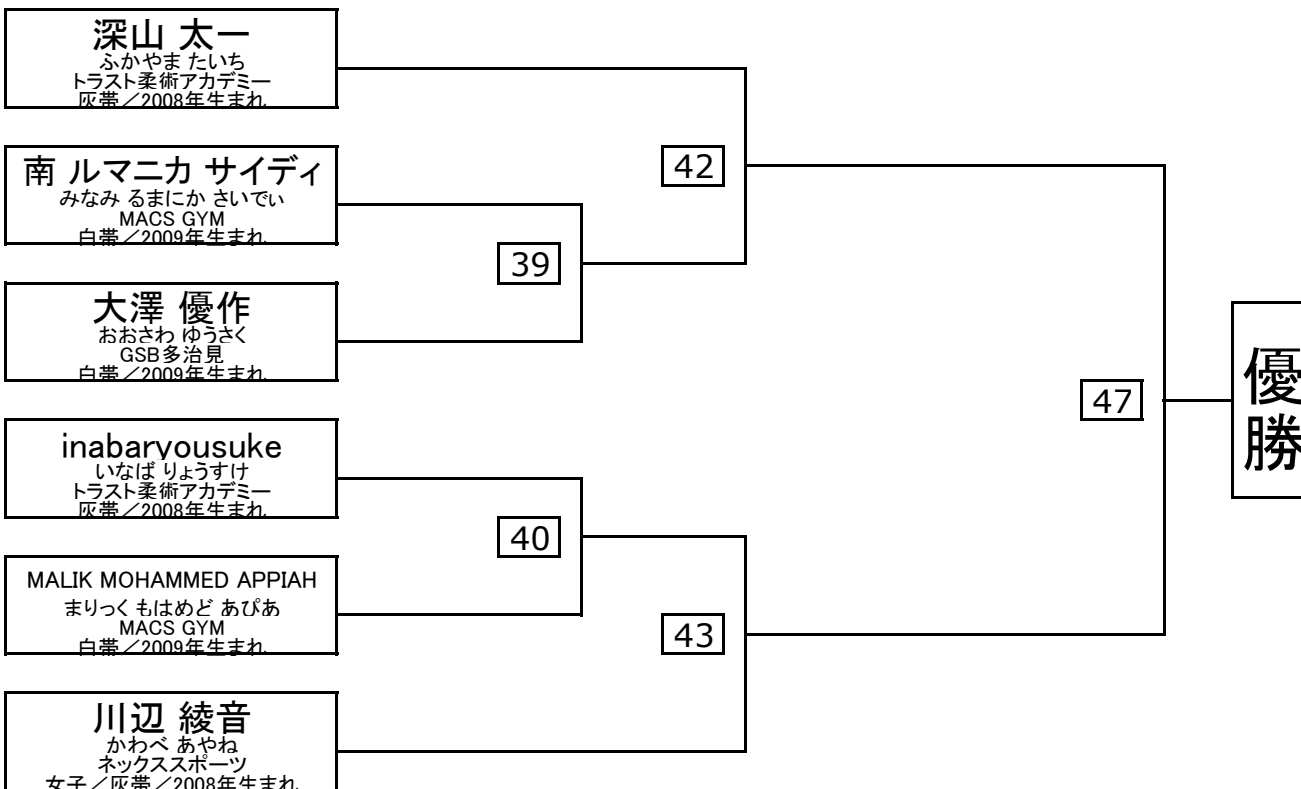 深山 太一
ふかやま たいち
トラスト柔術アカデミー
灰帯／2008年生まれ
南 ルマニカ サイディ
みなみ るまにか さいでぃ
MACS GYM
白帯／2009年生まれ
大澤 優作
おおさわ ゆうさく
GSB多治見
白帯／2009年生まれ
inabaryousuke
いなば りょうすけ
トラスト柔術アカデミー
灰帯／2008年生まれ
MALIK MOHAMMED APPIAH
まりっく もはめど あぴあ
MACS GYM
白帯／2009年生まれ
川辺 綾音
かわべ あやね
ネックススポーツ
女子／灰帯／2008年生まれ
39
40
42
43
47
優勝